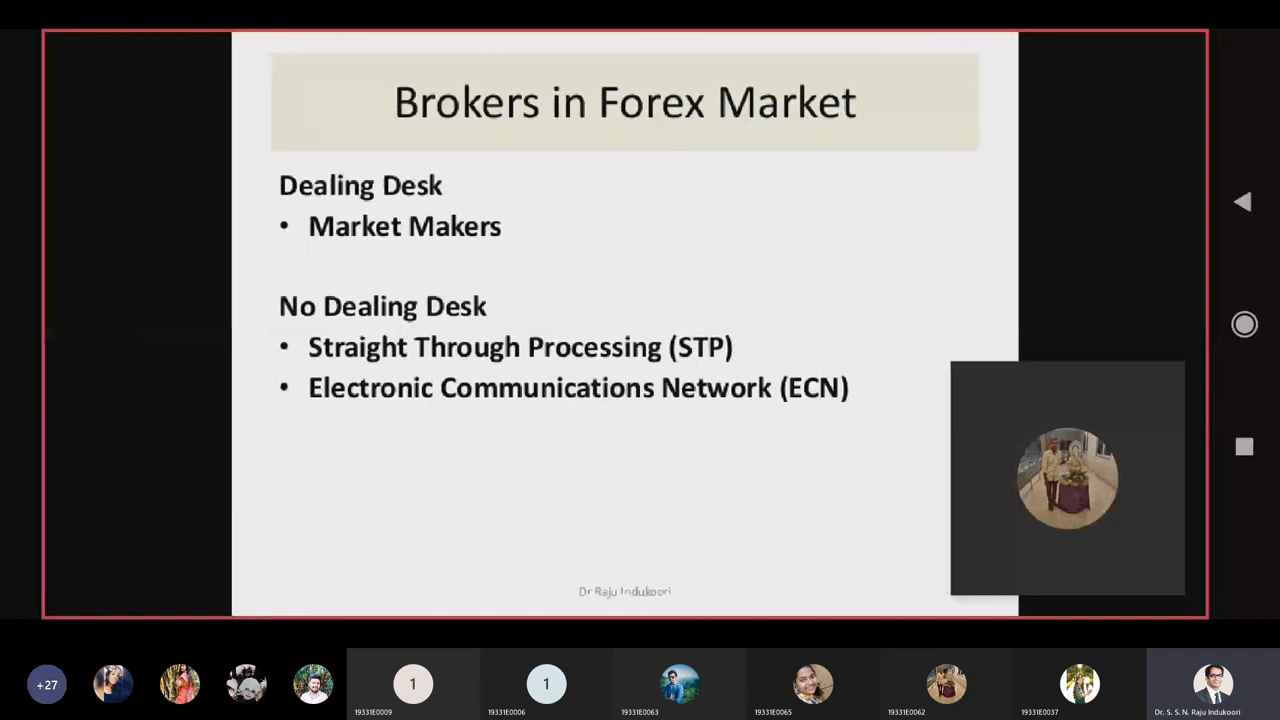 Brokers in Forex Market
Dealing Desk
• Market Makers
No Dealing Desk
• Straight Through Processing (STP)
• Electronic Communications Network (ECN)
Dr Raju Indukoori
+27
1
1
19331E0009
19331E0006
19331E0063
19331E0065
19331E0062
19331E0037
Dr. S. S. N. Raju Indukoori